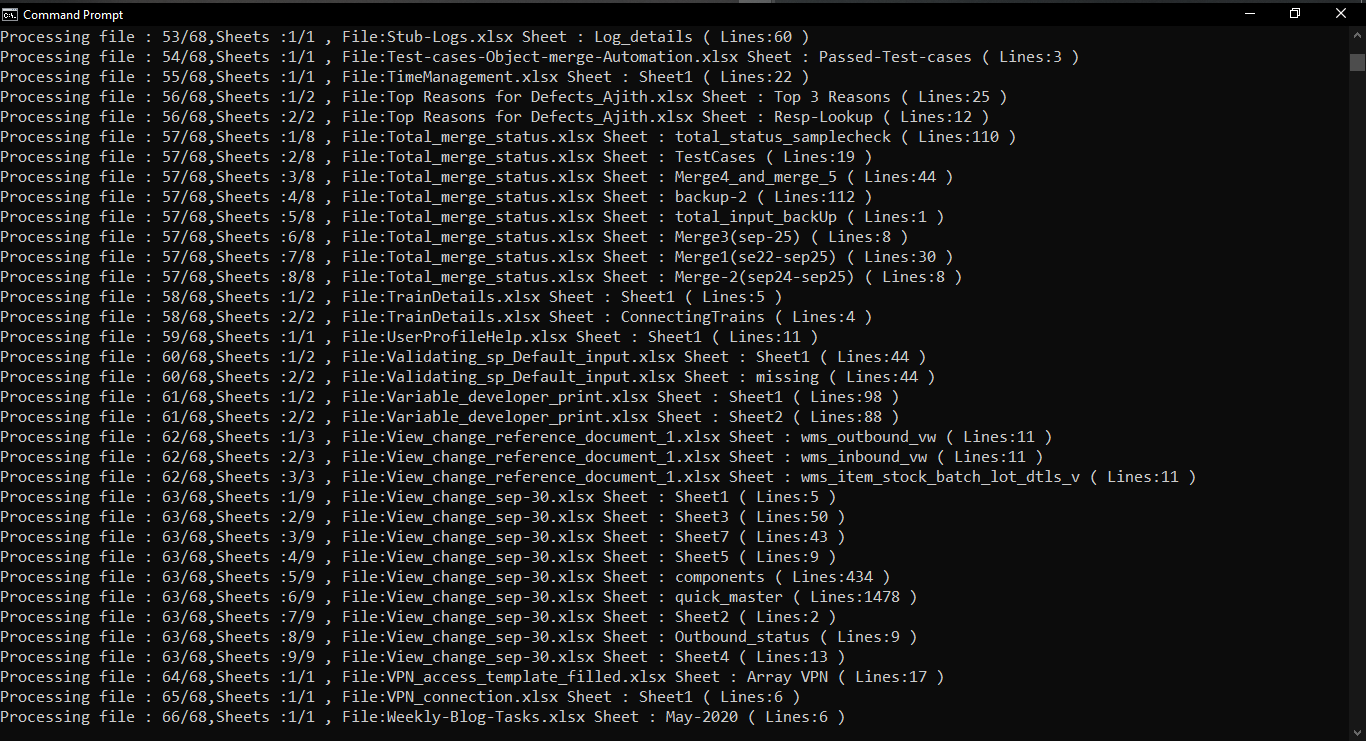 Command Prompt
Processing file : 53/68,Sheets :1/1 , File:Stub-Logs.xlsx Sheet : Log_details ( Lines:60 )
Processing file : 54/68,Sheets :1/1 , File:Test-cases-Object-merge-Automation.xlsx Sheet : Passed-Test-cases ( Lines:3 )
Processing file : 55/68,Sheets :1/1 , File:TimeManagement.xlsx Sheet : Sheet1 ( Lines:22 )
Processing file : 56/68,Sheets :1/2 , File:Top Reasons for Defects_Ajith.xlsx Sheet : Top 3 Reasons ( Lines:25 )
Processing file : 56/68,Sheets :2/2 , File:Top Reasons for Defects_Ajith.xlsx Sheet : Resp-Lookup ( Lines:12 )
Processing file : 57/68,Sheets :1/8 , File:Total_merge_status.xlsx Sheet : total_status_samplecheck ( Lines:110 )
Processing file : 57/68,Sheets :2/8 , File:Total_merge_status.xlsx Sheet : TestCases ( Lines:19 )
Processing file : 57/68,Sheets :3/8 , File:Total_merge_status.xlsx Sheet : Merge4_and_merge_5 ( Lines:44 )
Processing file : 57/68,Sheets :4/8 , File:Total_merge_status.xlsx Sheet : backup-2 ( Lines:112 )
Processing file : 57/68,Sheets :5/8 , File:Total_merge_status.xlsx Sheet : total_input_backUp ( Lines:1 )
Processing file : 57/68,Sheets :6/8 , File:Total_merge_status.xlsx Sheet : Merge3(sep-25) ( Lines:8 )
Processing file : 57/68,Sheets :7/8 , File:Total_merge_status.xlsx Sheet : Merge1(se22-sep25) ( Lines:30 )
Processing file : 57/68,Sheets :8/8 , File:Total_merge_status.xlsx Sheet : Merge-2(sep24-sep25) ( Lines:8 )
Processing file : 58/68,Sheets :1/2 , File:TrainDetails.xlsx Sheet : Sheet1 ( Lines:5 )
Processing file : 58/68,Sheets :2/2 , File:TrainDetails.xlsx Sheet : ConnectingTrains ( Lines:4 )
Processing file : 59/68,Sheets :1/1 , File:UserProfileHelp.xlsx Sheet : Sheet1 ( Lines:11 )
Processing file : 60/68,Sheets :1/2 , File:Validating_sp_Default_input.xlsx Sheet : Sheet1 ( Lines:44 )
Processing file : 60/68,Sheets :2/2 , File:Validating_sp_Default_input.xlsx Sheet : missing ( Lines:44 )
Processing file : 61/68,Sheets :1/2 , File:Variable_developer_print.xlsx Sheet : Sheet1 ( Lines:98 )
Processing file : 61/68,Sheets :2/2 , File:Variable_developer_print.xlsx Sheet : Sheet2 ( Lines:88 )
Processing file : 62/68,Sheets :1/3 , File:View_change_reference_document_1.xlsx Sheet : wms_outbound_vw ( Lines:11 )
Processing file : 62/68,Sheets :2/3 , File:View_change_reference_document_1.xlsx Sheet : wms_inbound_vw ( Lines:11 )
Processing file : 62/68,Sheets :3/3 , File:View_change_reference_document_1.xlsx Sheet : wms_item_stock_batch_lot_dtls_v ( Lines:11 )
Processing file : 63/68,Sheets :1/9 , File:View_change_sep-30.xlsx Sheet : Sheet1 ( Lines:5 )
Processing file : 63/68,Sheets :2/9 , File:View_change_sep-30.xlsx Sheet : Sheet3 ( Lines:50 )
Processing file : 63/68,Sheets :3/9 , File:View_change_sep-30.xlsx Sheet : Sheet7 ( Lines:43 )
Processing file : 63/68,Sheets :4/9 , File:View_change_sep-30.xlsx Sheet : Sheet5 ( Lines:9 )
Processing file : 63/68,Sheets :5/9 , File:View_change_sep-30.xlsx Sheet : components ( Lines:434 )
Processing file : 63/68,Sheets :6/9 , File:View_change_sep-30.xlsx Sheet : quick_master ( Lines:1478 )
Processing file : 63/68,Sheets :7/9 , File:View_change_sep-30.xlsx Sheet : Sheet2 ( Lines:2 )
Processing file : 63/68,Sheets :8/9 , File:View_change_sep-30.xlsx Sheet : Outbound_status ( Lines:9 )
Processing file : 63/68,Sheets :9/9 , File:View_change_sep-30.xlsx Sheet : Sheet4 ( Lines:13 )
Processing file : 64/68,Sheets :1/1 , File:VPN_access_template_filled.xlsx Sheet : Array VPN ( Lines:17 )
Processing file : 65/68,Sheets :1/1 , File:VPN_connection.xlsx Sheet : Sheet1 ( Lines:6 )
Processing file : 66/68,Sheets :1/1 , File:Weekly-Blog-Tasks.xlsx Sheet : May-2020 ( Lines:6 )